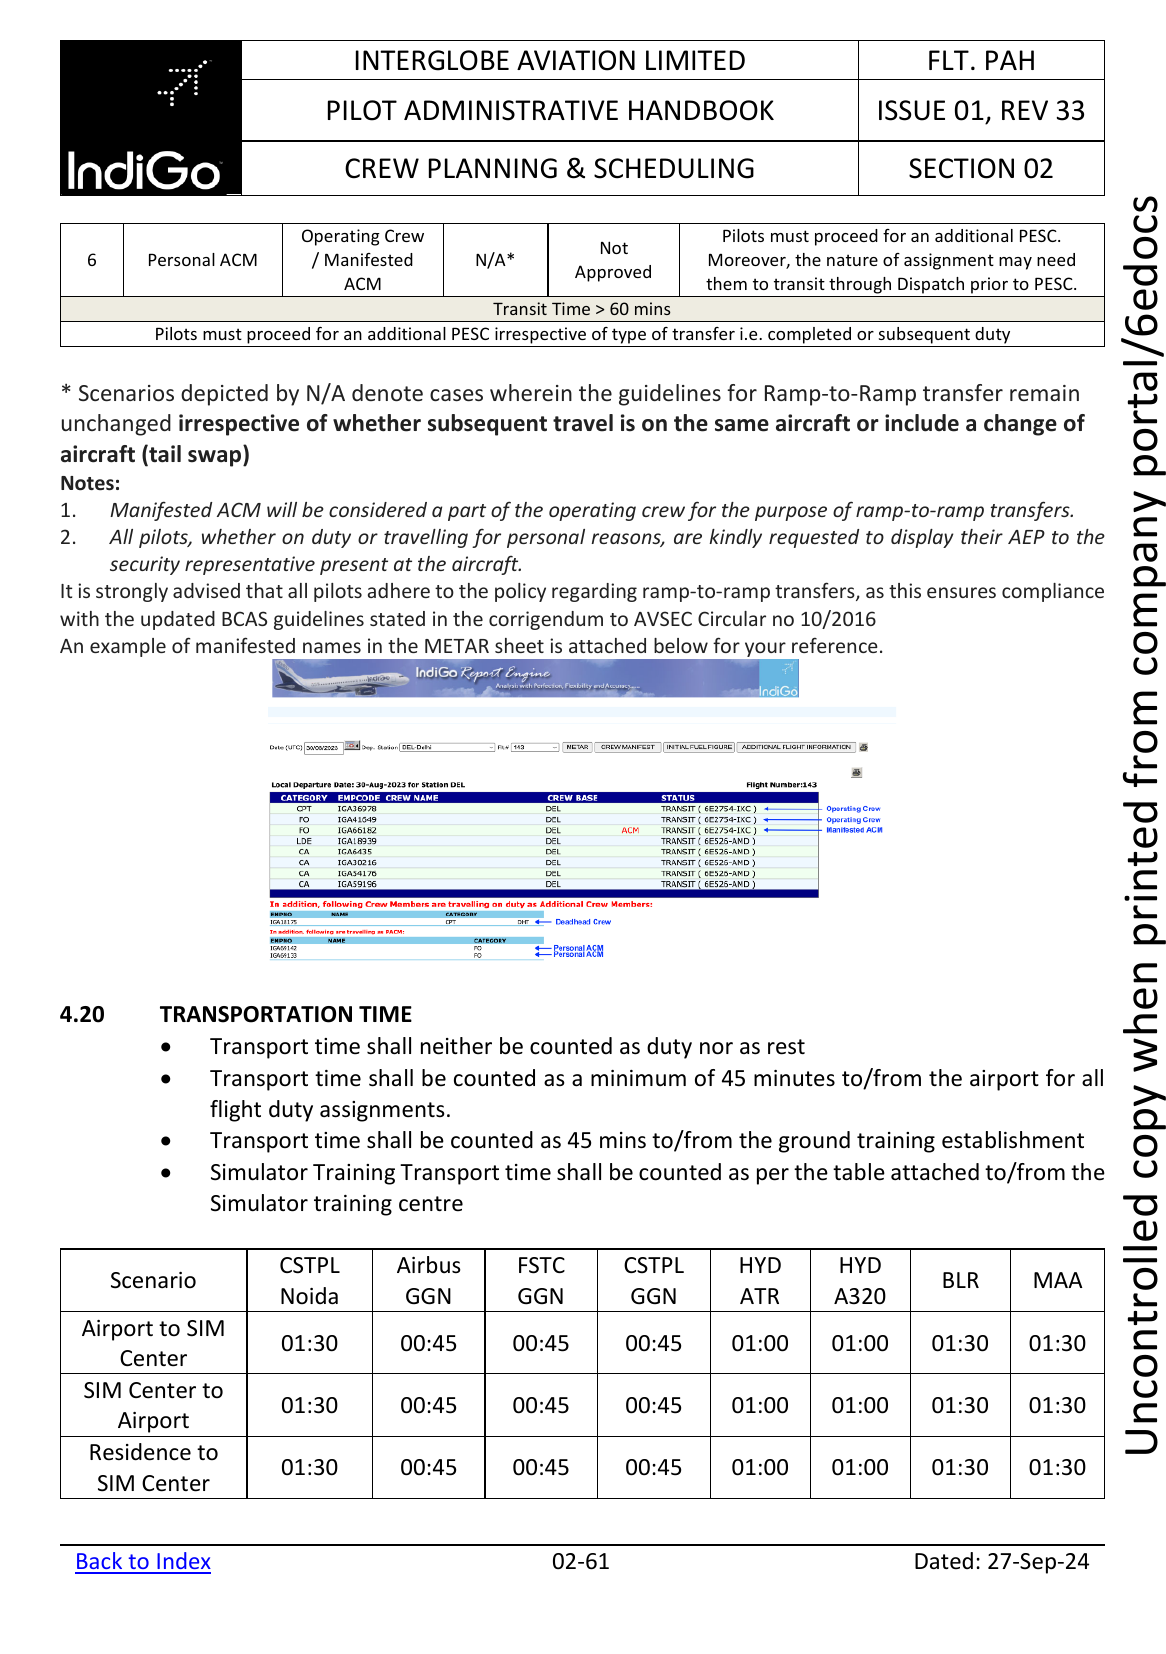 INTERGLOBE AVIATION LIMITED
FLT. PAH
PILOT ADMINISTRATIVE HANDBOOK
ISSUE 01, REV 33
IndiGo
CREW PLANNING & SCHEDULING
SECTION 02
6 Personal ACM Operating Crew / Manifested ACM N/A* Not Approved Pilots must proceed for an additional PESC. Moreover, the nature of assignment may need them to transit through Dispatch prior to PESC.
Transit Time > 60 mins
Pilots must proceed for an additional PESC irrespective of type of transfer i.e. completed or subsequent duty
* Scenarios depicted by N/A denote cases wherein the guidelines for Ramp-to-Ramp transfer remain
unchanged irrespective of whether subsequent travel is on the same aircraft or include a change of
aircraft (tail swap)
Notes:
1. Manifested ACM will be considered a part of the operating crew for the purpose of ramp-to-ramp transfers.
2. All pilots, whether on duty or travelling for personal reasons, are kindly requested to display their AEP to the
security representative present at the aircraft.
It is strongly advised that all pilots adhere to the policy regarding ramp-to-ramp transfers, as this ensures compliance
with the updated BCAS guidelines stated in the corrigendum to AVSEC Circular no 10/2016
An example of manifested names in the METAR sheet is attached below for your reference.
IndiGo Report Engine
Analysis with Perfection, Flexibility and Accuracy.....
IndiGo
Date (UTC) 30/08/2023 Dep. Station DEL-Delhi Flt# 143 METAR CREW MANIFEST INITIAL FUEL FIGURE ADDITIONAL FLIGHT INFORMATION
Local Departure Date: 30-Aug-2023 for Station DEL Flight Number:143
CATEGORY EMPCODE CREW NAME CREW BASE STATUS
CPT IGA36978 DEL TRANSIT ( 6E2754-IXC ) Operating Crew
FO IGA41649 DEL TRANSIT ( 6E2754-IXC ) Operating Crew
FO IGA66182 DEL ACM TRANSIT ( 6E2754-IXC ) Manifested ACM
LDE IGA18939 DEL TRANSIT ( 6E526-AMD )
CA IGA6435 DEL TRANSIT ( 6E526-AMD )
CA IGA30216 DEL TRANSIT ( 6E526-AMD )
CA IGA54176 DEL TRANSIT ( 6E526-AMD )
CA IGA59196 DEL TRANSIT ( 6E526-AMD )
In addition, following Crew Members are travelling on duty as Additional Crew Members:
EMPNO NAME CATEGORY
IGA18175 CPT DHT Deadhead Crew
In addition, following are travelling as PACM:
EMPNO NAME CATEGORY
IGA69142 FO Personal ACM
IGA69133 FO Personal ACM
4.20 TRANSPORTATION TIME
• Transport time shall neither be counted as duty nor as rest
• Transport time shall be counted as a minimum of 45 minutes to/from the airport for all
flight duty assignments.
• Transport time shall be counted as 45 mins to/from the ground training establishment
• Simulator Training Transport time shall be counted as per the table attached to/from the
Simulator training centre
Scenario CSTPL Noida Airbus GGN FSTC GGN CSTPL GGN HYD ATR HYD A320 BLR MAA
Airport to SIM Center 01:30 00:45 00:45 00:45 01:00 01:00 01:30 01:30
SIM Center to Airport 01:30 00:45 00:45 00:45 01:00 01:00 01:30 01:30
Residence to SIM Center 01:30 00:45 00:45 00:45 01:00 01:00 01:30 01:30
Back to Index 02-61 Dated: 27-Sep-24
Uncontrolled copy when printed from company portal/6edocs